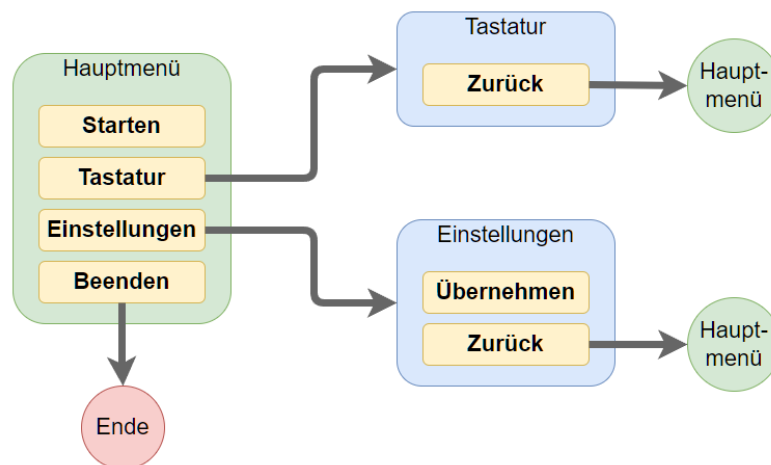 Hauptmenü
Starten
Tastatur
Einstellungen
Beenden
Ende
Tastatur
Zurück
Haupt-
menü
Einstellungen
Übernehmen
Zurück
Haupt-
menü